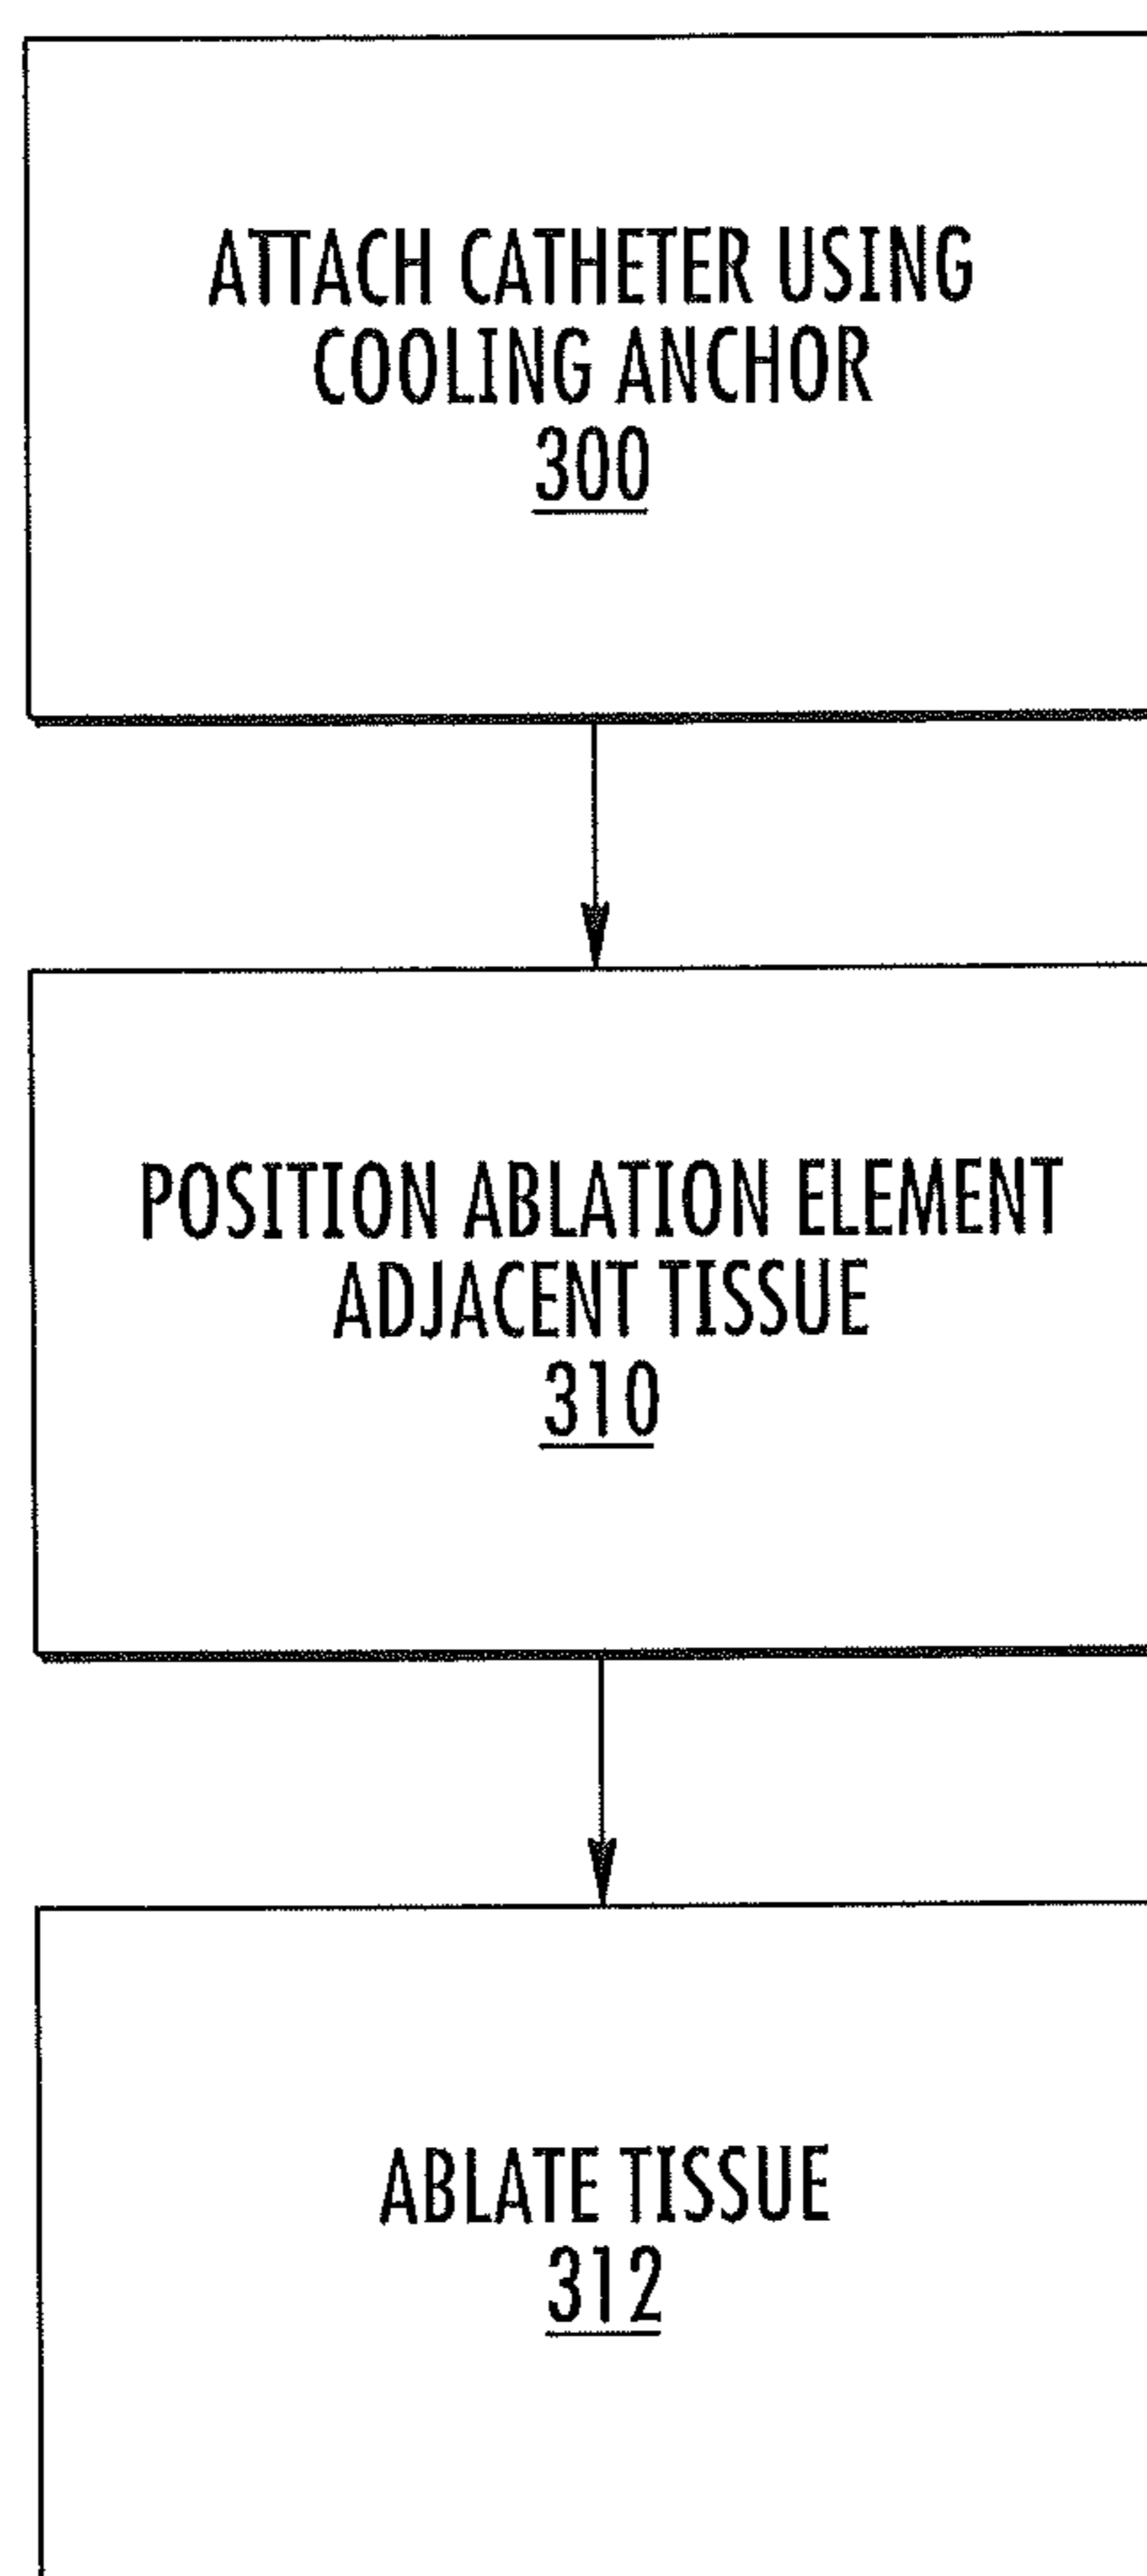 ATTACH CATHETER USING
COOLING ANCHOR
300
POSITION ABLATION ELEMENT
ADJACENT TISSUE
310
ABLATE TISSUE
312